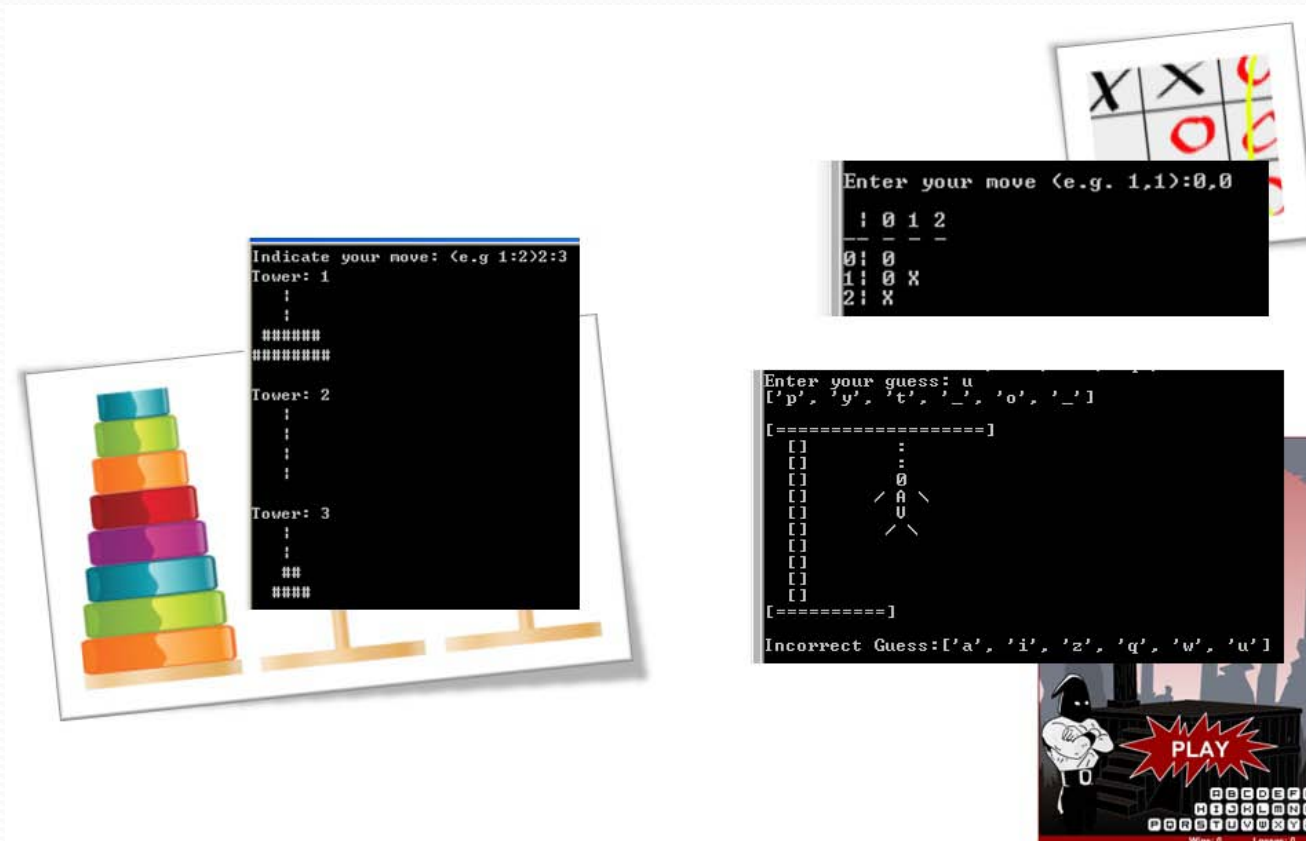 Indicate your move: (e.g 1:2)2:3
Tower: 1
¦
¦
######
########
Tower: 2
¦
¦
¦
¦
Tower: 3
¦
¦
##
####
X X O
O O
Enter your move (e.g. 1,1):0,0
¦ 0 1 2
-- - - -
0¦ 0
1¦ 0 X
2¦ X
Enter your guess: u
['p', 'y', 't', '_', 'o', '_']
[===================]
[] :
[] :
[] 0
[] / A \
[] U
[] / \
[]
[]
[]
[]
[==========]
Incorrect Guess:['a', 'i', 'z', 'q', 'w', 'u']
PLAY
A B C D E F
H I J K L M N
P Q R S T U V W X Y